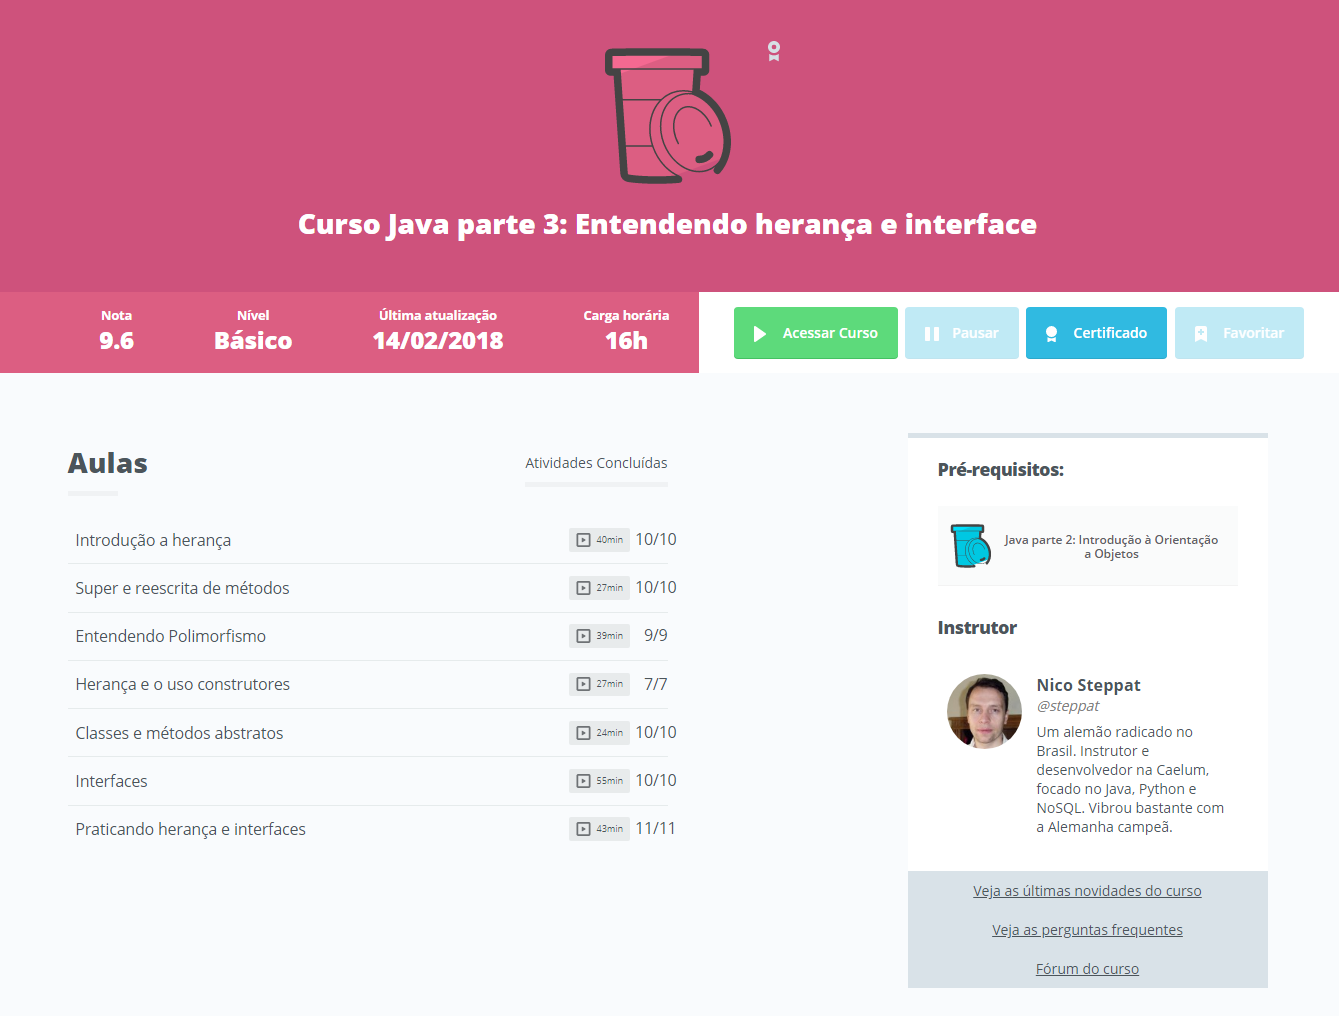 Curso Java parte 3: Entendendo herança e interface
Nota
9.6
Nível
Básico
Última atualização
14/02/2018
Carga horária
16h
Acessar Curso
Pausar
Certificado
Favoritar
Aulas
Atividades Concluídas
Introdução a herança 40min 10/10
Super e reescrita de métodos 27min 10/10
Entendendo Polimorfismo 39min 9/9
Herança e o uso construtores 27min 7/7
Classes e métodos abstratos 24min 10/10
Interfaces 55min 10/10
Praticando herança e interfaces 43min 11/11
Pré-requisitos:
Java parte 2: Introdução à Orientação
a Objetos
Instrutor
Nico Steppat
@steppat
Um alemão radicado no
Brasil. Instrutor e
desenvolvedor na Caelum,
focado no Java, Python e
NoSQL. Vibrou bastante com
a Alemanha campeã.
Veja as últimas novidades do curso
Veja as perguntas frequentes
Fórum do curso